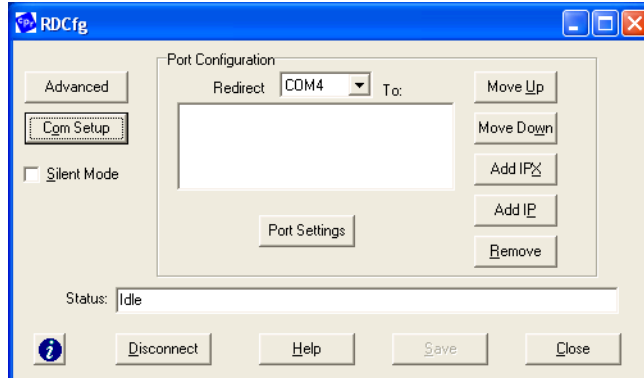 RDCfg
Port Configuration
Advanced
Redirect COM4 To:
Move Up
Com Setup
Move Down
Silent Mode
Add IPX
Add IP
Port Settings
Remove
Status: Idle
Disconnect Help Save Close